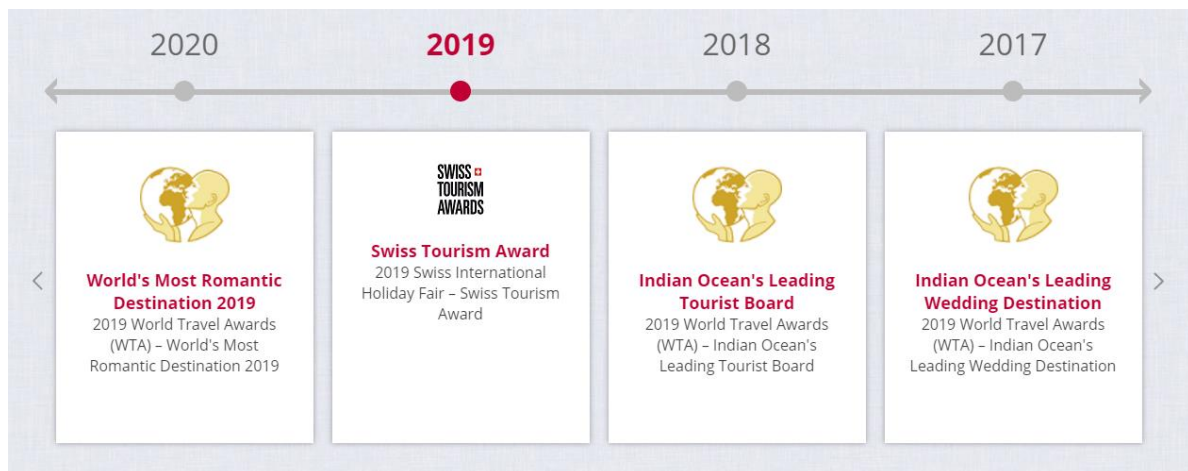 2020
2019
2018
2017
World's Most Romantic
Destination 2019
2019 World Travel Awards
(WTA) – World's Most
Romantic Destination 2019
SWISS
TOURISM
AWARDS
Swiss Tourism Award
2019 Swiss International
Holiday Fair – Swiss Tourism
Award
Indian Ocean's Leading
Tourist Board
2019 World Travel Awards
(WTA) – Indian Ocean's
Leading Tourist Board
Indian Ocean's Leading
Wedding Destination
2019 World Travel Awards
(WTA) – Indian Ocean's
Leading Wedding Destination